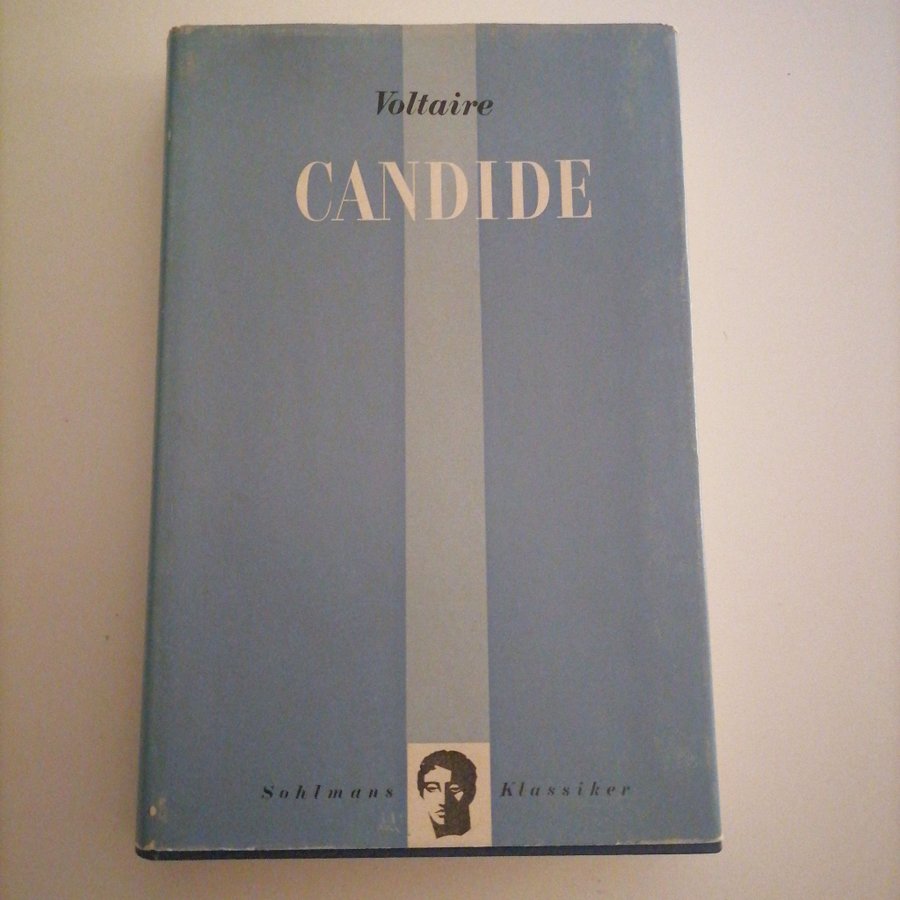 Voltaire
CANDIDE
Sohlmans Klassiker